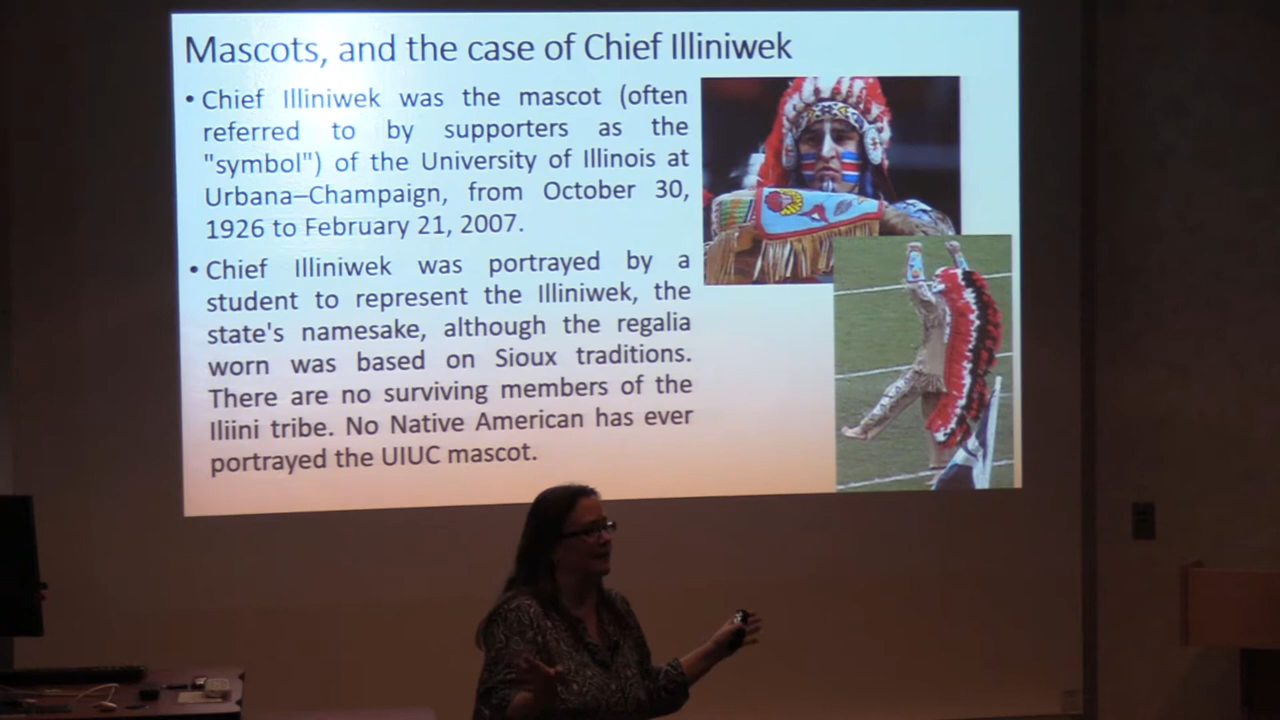 Mascots, and the case of Chief Illiniwek
• Chief Illiniwek was the mascot (often
referred to by supporters as the
"symbol") of the University of Illinois at
Urbana–Champaign, from October 30,
1926 to February 21, 2007.
• Chief Illiniwek was portrayed by a
student to represent the Illiniwek, the
state's namesake, although the regalia
worn was based on Sioux traditions.
There are no surviving members of the
Iliini tribe. No Native American has ever
portrayed the UIUC mascot.